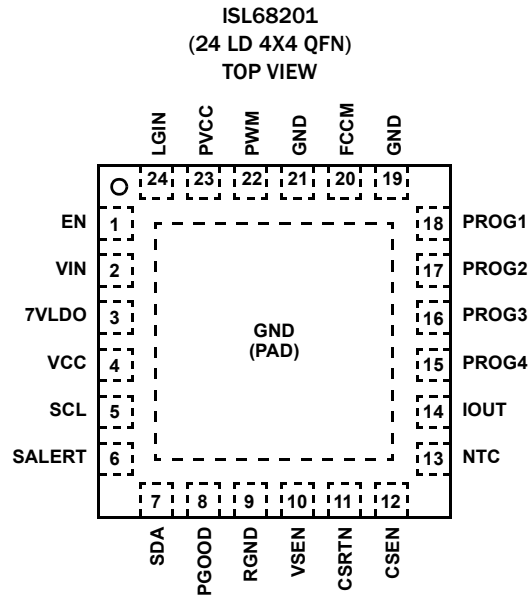 ISL68201
(24 LD 4X4 QFN)
TOP VIEW
LGIN
PVCC
PWM
GND
FCCM
GND
24 23 22 21 20 19
EN 1
VIN 2
7VLDO 3
VCC 4
SCL 5
SALERT 6
18 PROG1
17 PROG2
16 PROG3
15 PROG4
14 IOUT
13 NTC
GND
(PAD)
7 8 9 10 11 12
SDA
PGOOD
RGND
VSEN
CSRTN
CSEN